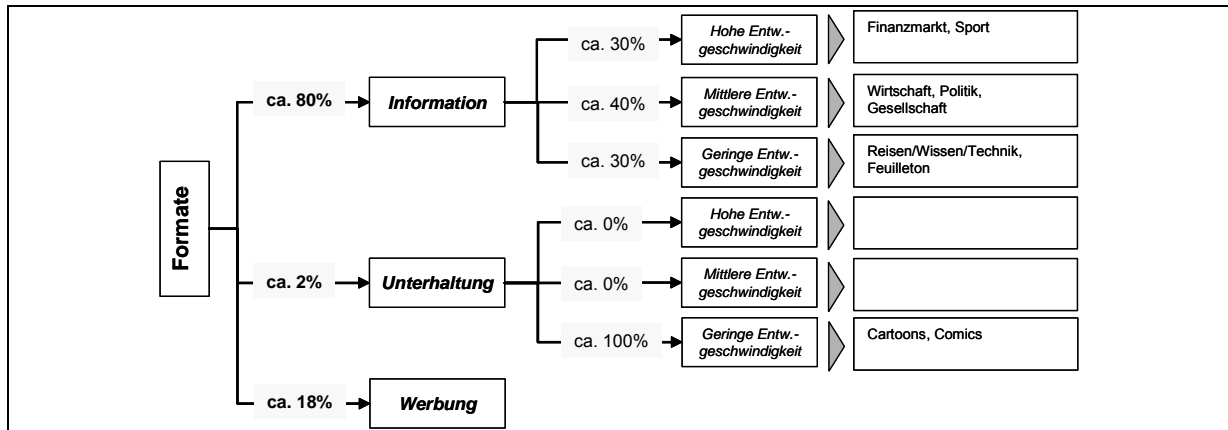 Formate
ca. 80%
Information
ca. 30%
Hohe Entw.-
geschwindigkeit
Finanzmarkt, Sport
ca. 40%
Mittlere Entw.-
geschwindigkeit
Wirtschaft, Politik,
Gesellschaft
ca. 30%
Geringe Entw.-
geschwindigkeit
Reisen/Wissen/Technik,
Feuilleton
ca. 2%
Unterhaltung
ca. 0%
Hohe Entw.-
geschwindigkeit
ca. 0%
Mittlere Entw.-
geschwindigkeit
ca. 100%
Geringe Entw.-
geschwindigkeit
Cartoons, Comics
ca. 18%
Werbung